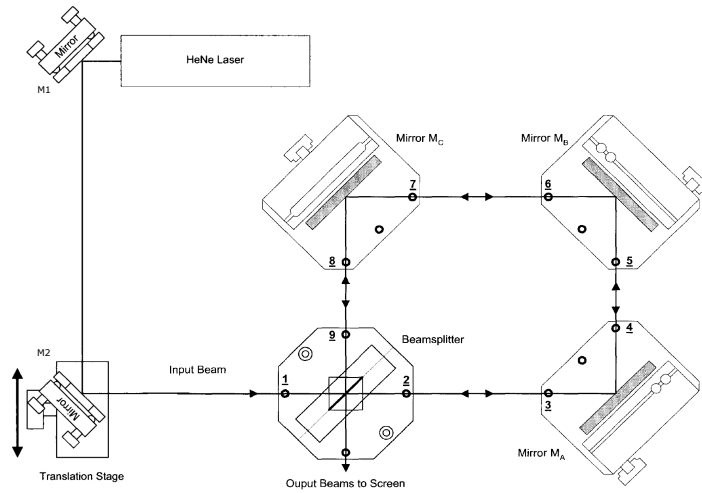 Mirror
HeNe Laser
M1
Mirror M_C
Mirror M_B
7
6
8
5
M2
Beamsplitter
9
4
Input Beam
1
2
3
Mirror
Mirror M_A
Translation Stage
Ouput Beams to Screen